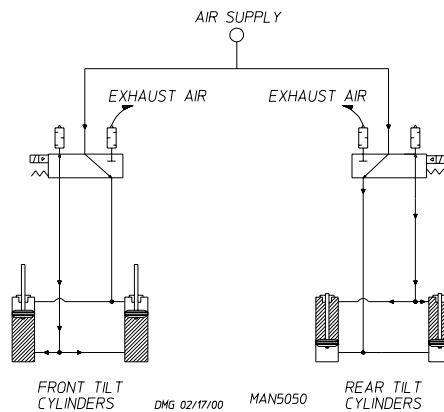 AIR SUPPLY
EXHAUST AIR
EXHAUST AIR
FRONT TILT
CYLINDERS
DMG 02/17/00
MAN5050
REAR TILT
CYLINDERS